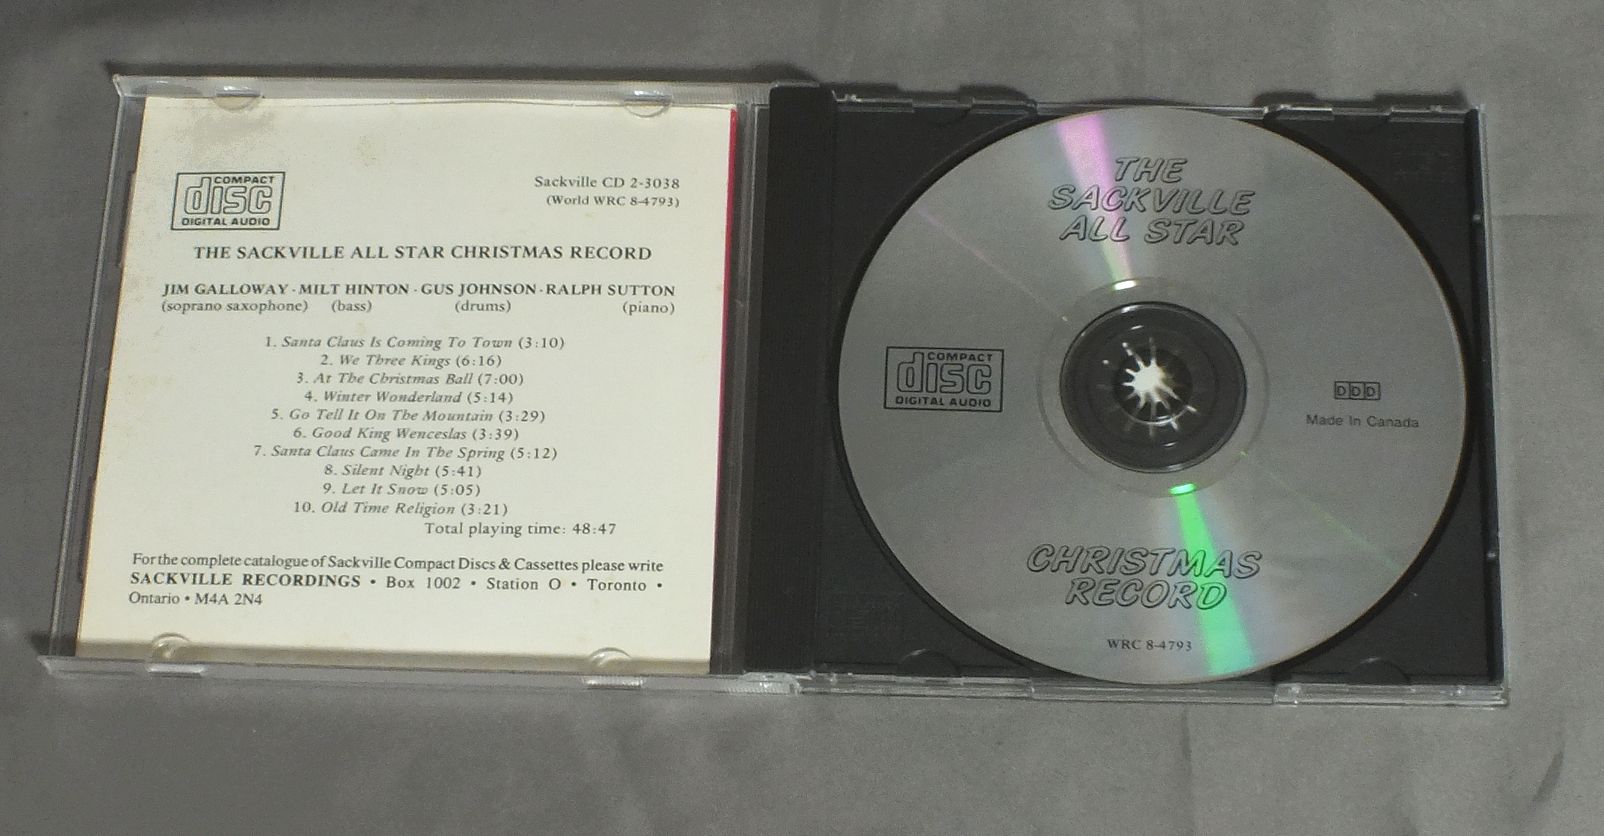 COMPACT
disc
DIGITAL AUDIO
Sackville CD 2-3038
(World WRC 8-4793)
THE SACKVILLE ALL STAR CHRISTMAS RECORD
JIM GALLOWAY · MILT HINTON · GUS JOHNSON · RALPH SUTTON
(soprano saxophone) (bass) (drums) (piano)
1. Santa Claus Is Coming To Town (3:10)
2. We Three Kings (6:16)
3. At The Christmas Ball (7:00)
4. Winter Wonderland (5:14)
5. Go Tell It On The Mountain (3:29)
6. Good King Wenceslas (3:39)
7. Santa Claus Came In The Spring (5:12)
8. Silent Night (5:41)
9. Let It Snow (5:05)
10. Old Time Religion (3:21)
Total playing time: 48:47
For the complete catalogue of Sackville Compact Discs & Cassettes please write
SACKVILLE RECORDINGS • Box 1002 • Station O • Toronto •
Ontario • M4A 2N4
THE
SACKVILLE
ALL STAR
COMPACT
disc
DIGITAL AUDIO
DDD
Made In Canada
CHRISTMAS
RECORD
WRC 8-4793